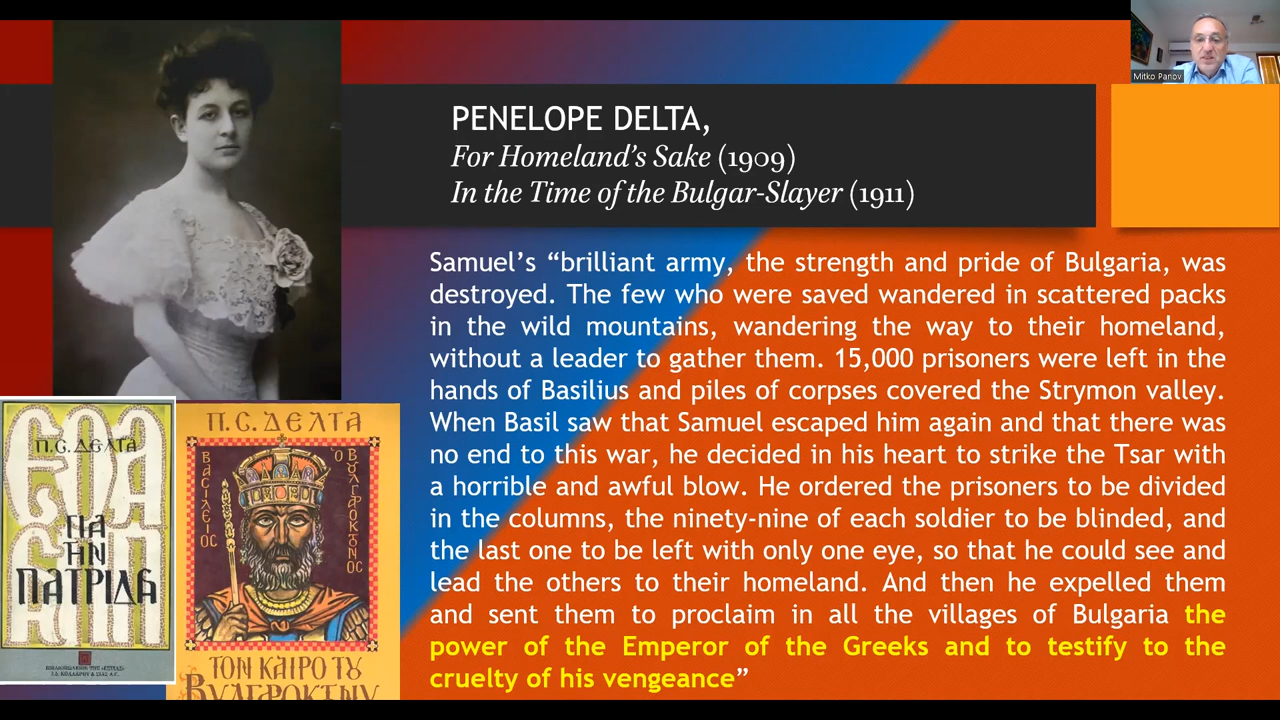 Mitko Panov
PENELOPE DELTA,
For Homeland's Sake (1909)
In the Time of the Bulgar-Slayer (1911)
Samuel's “brilliant army, the strength and pride of Bulgaria, was
destroyed. The few who were saved wandered in scattered packs
in the wild mountains, wandering the way to their homeland,
without a leader to gather them. 15,000 prisoners were left in the
hands of Basilius and piles of corpses covered the Strymon valley.
When Basil saw that Samuel escaped him again and that there was
no end to this war, he decided in his heart to strike the Tsar with
a horrible and awful blow. He ordered the prisoners to be divided
in the columns, the ninety-nine of each soldier to be blinded, and
the last one to be left with only one eye, so that he could see and
lead the others to their homeland. And then he expelled them
and sent them to proclaim in all the villages of Bulgaria the
power of the Emperor of the Greeks and to testify to the
cruelty of his vengeance”
Π.Σ.ΔΕΛΤΑ
ΓΙΑ
ΤΗΝ
ΠΑΤΡΙΔΑ
Π.Σ.ΔΕΛΤΑ
ΒΑΣΙΛΕΙΟΣ
Ὁ ΒΟΥΛΓΑΡΟΚΤΟΝΟΣ
ΤΟΝ ΚΑΙΡΟ ΤΟΥ